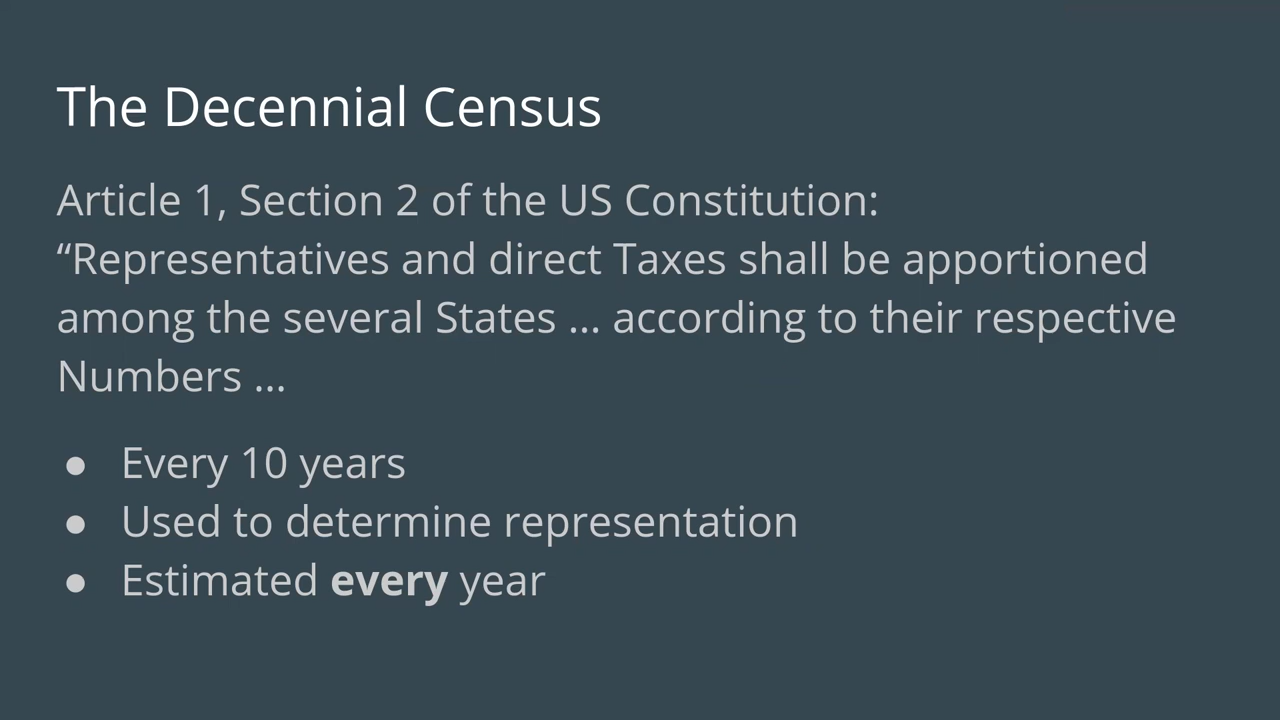 The Decennial Census
Article 1, Section 2 of the US Constitution:
“Representatives and direct Taxes shall be apportioned
among the several States ... according to their respective
Numbers ...
● Every 10 years
● Used to determine representation
● Estimated every year